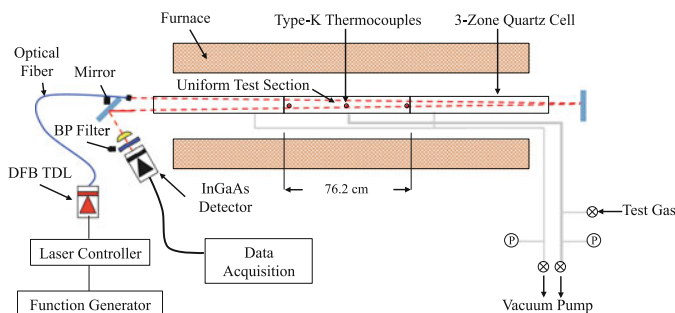 Furnace
Type-K Thermocouples
3-Zone Quartz Cell
Optical
Fiber
Mirror
Uniform Test Section
BP Filter
DFB TDL
InGaAs
Detector
76.2 cm
Test Gas
P
P
Laser Controller
Data
Acquisition
Function Generator
Vacuum Pump